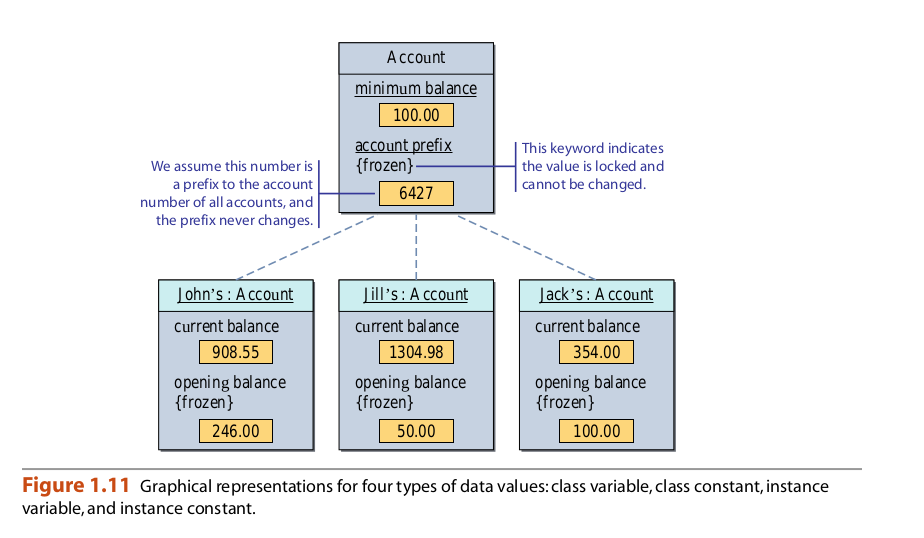 Account
minimum balance
100.00
account prefix
{frozen}
6427
We assume this number is
a prefix to the account
number of all accounts, and
the prefix never changes.
This keyword indicates
the value is locked and
cannot be changed.
John's : Account
current balance
908.55
opening balance
{frozen}
246.00
Jill's : Account
current balance
1304.98
opening balance
{frozen}
50.00
Jack's : Account
current balance
354.00
opening balance
{frozen}
100.00
Figure 1.11 Graphical representations for four types of data values: class variable, class constant, instance
variable, and instance constant.